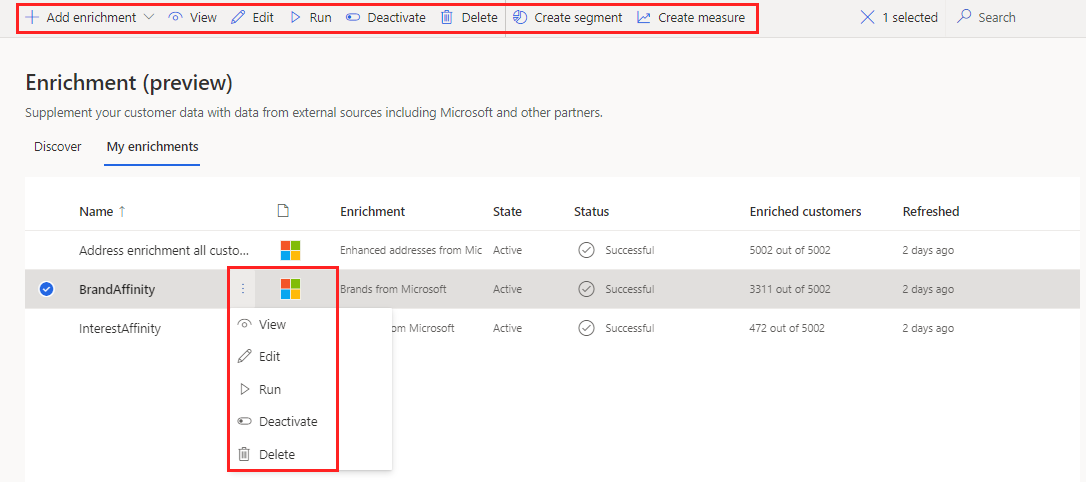 Add enrichment View Edit Run Deactivate Delete Create segment Create measure 1 selected Search
Enrichment (preview)
Supplement your customer data with data from external sources including Microsoft and other partners.
Discover My enrichments
Name ↑ Enrichment State Status Enriched customers Refreshed
Address enrichment all custo... Enhanced addresses from Mic Active Successful 5002 out of 5002 2 days ago
BrandAffinity Brands from Microsoft Active Successful 3311 out of 5002 2 days ago
InterestAffinity from Microsoft Active Successful 472 out of 5002 2 days ago
View
Edit
Run
Deactivate
Delete